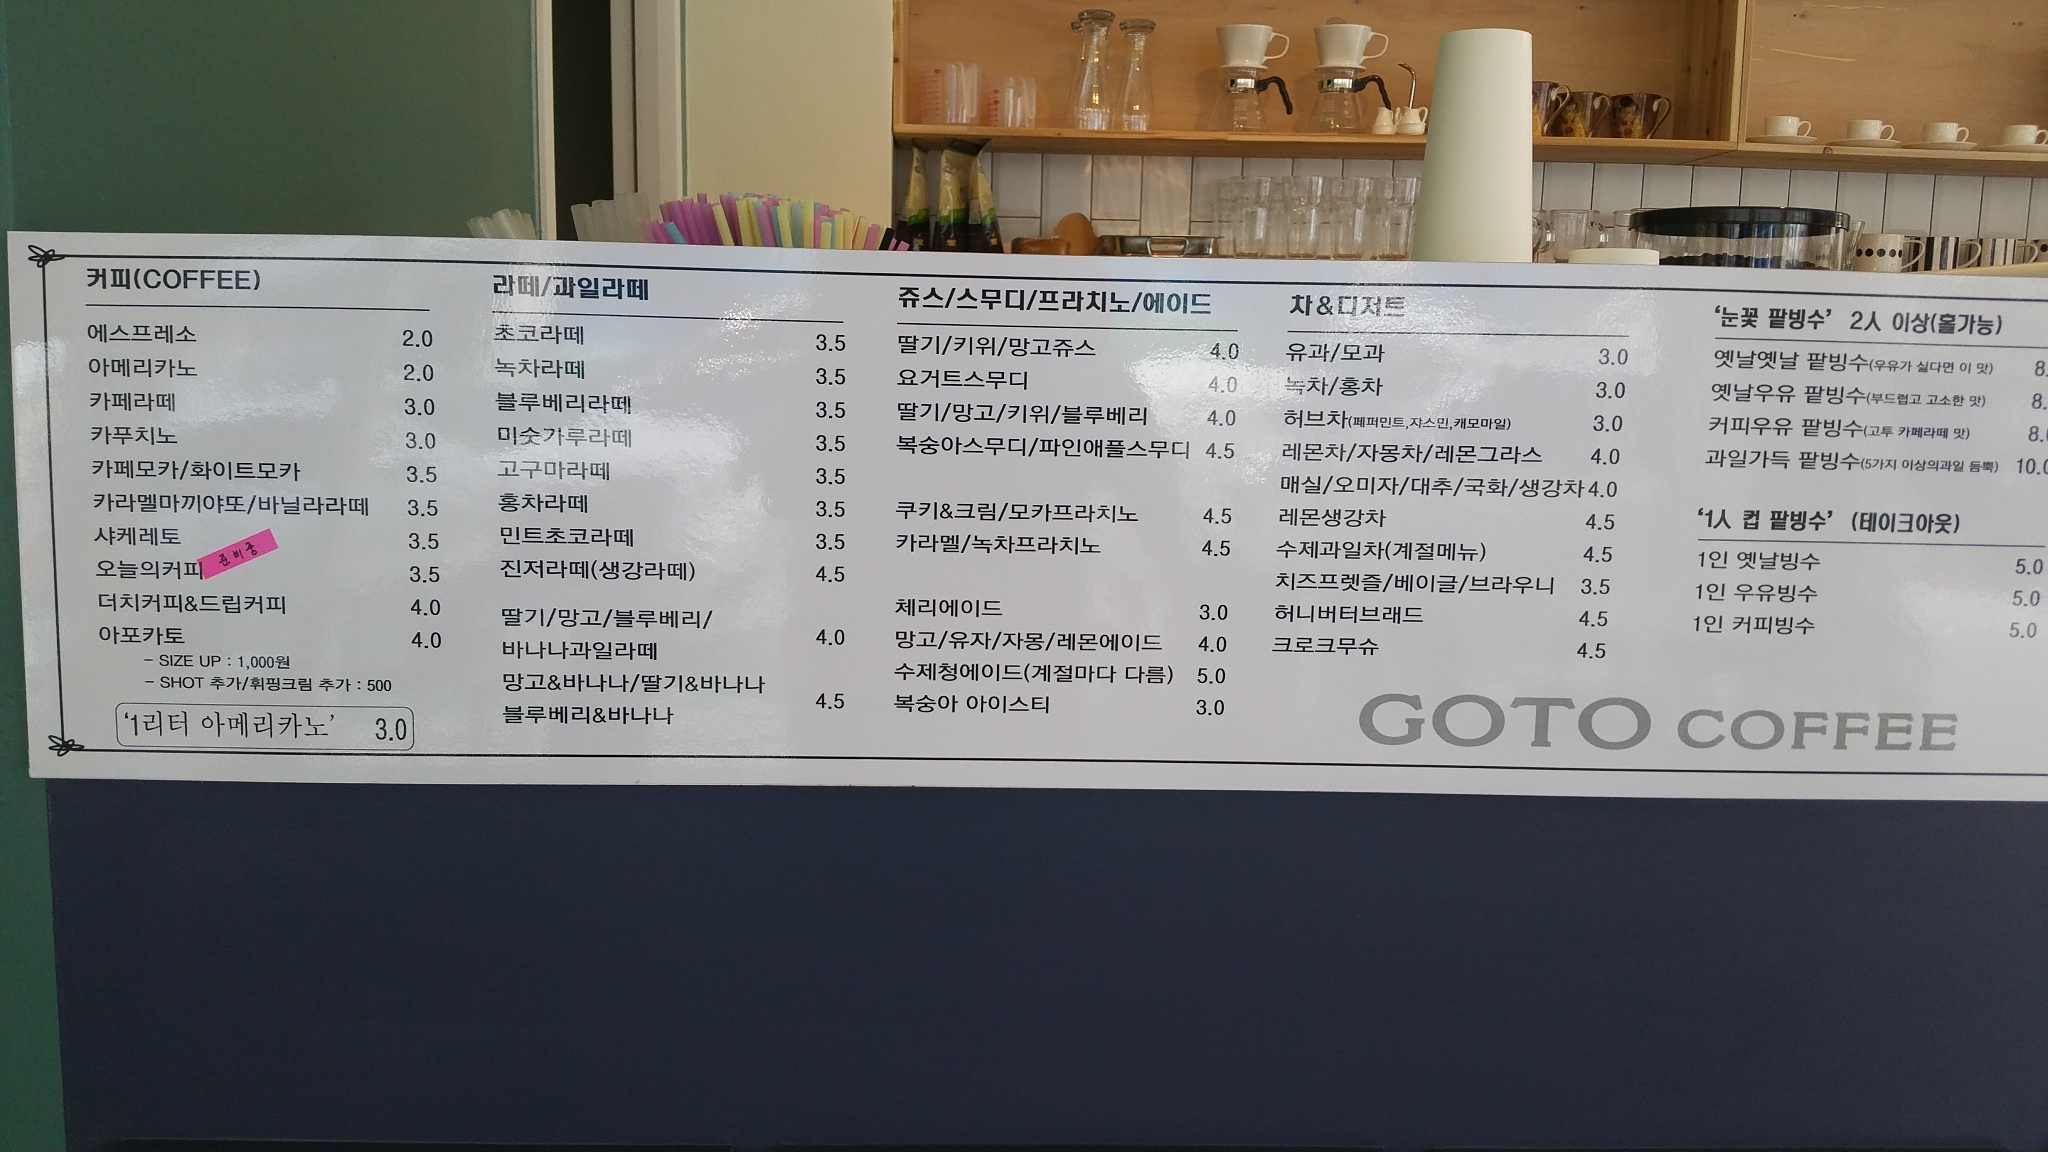 커피(COFFEE)
에스프레소 2.0
아메리카노 2.0
카페라떼 3.0
카푸치노 3.0
카페모카/화이트모카 3.5
카라멜마끼야또/바닐라라떼 3.5
샤케레토 3.5
오늘의커피 준비중 3.5
더치커피&드립커피 4.0
아포카토 4.0
- SIZE UP : 1,000원
- SHOT 추가/휘핑크림 추가 : 500
'1리터 아메리카노' 3.0
라떼/과일라떼
초코라떼 3.5
녹차라떼 3.5
블루베리라떼 3.5
미숫가루라떼 3.5
고구마라떼 3.5
홍차라떼 3.5
민트초코라떼 3.5
진저라떼(생강라떼) 4.5
딸기/망고/블루베리/
바나나과일라떼 4.0
망고&바나나/딸기&바나나
블루베리&바나나 4.5
쥬스/스무디/프라치노/에이드
딸기/키위/망고쥬스 4.0
요거트스무디 4.0
딸기/망고/키위/블루베리 4.0
복숭아스무디/파인애플스무디 4.5
쿠키&크림/모카프라치노 4.5
카라멜/녹차프라치노 4.5
체리에이드 3.0
망고/유자/자몽/레몬에이드 4.0
수제청에이드(계절마다 다름) 5.0
복숭아 아이스티 3.0
차&디저트
유과/모과 3.0
녹차/홍차 3.0
허브차(페퍼민트,쟈스민,캐모마일) 3.0
레몬차/자몽차/레몬그라스 4.0
매실/오미자/대추/국화/생강차 4.0
레몬생강차 4.5
수제과일차(계절메뉴) 4.5
치즈프렛즐/베이글/브라우니 3.5
허니버터브래드 4.5
크로크무슈 4.5
'눈꽃 팥빙수' 2人 이상(홀가능)
옛날옛날 팥빙수(우유가 싫다면 이 맛) 8.
옛날우유 팥빙수(부드럽고 고소한 맛) 8.
커피우유 팥빙수(고투 카페라떼 맛) 8.0
과일가득 팥빙수(5가지 이상의과일 듬뿍) 10.0
'1人 컵 팥빙수' (테이크아웃)
1인 옛날빙수 5.0
1인 우유빙수 5.0
1인 커피빙수 5.0
GOTO COFFEE